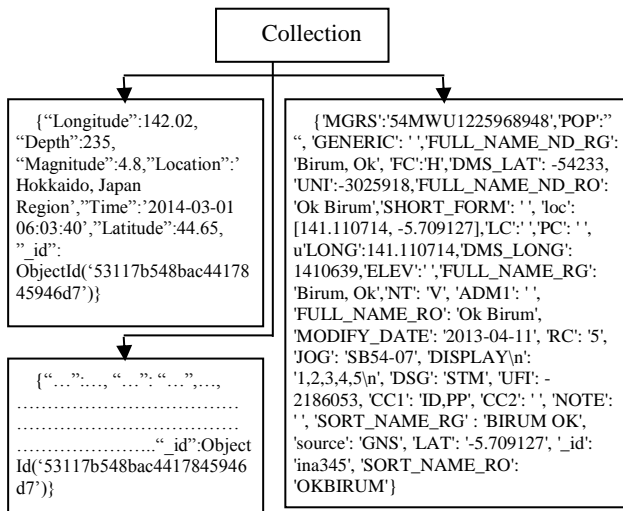 Collection
{“Longitude”:142.02,
“Depth”:235,
“Magnitude”:4.8,”Location”:’
Hokkaido, Japan
Region’,”Time”:’2014-03-01
06:03:40’,”Latitude”:44.65,
”_id”:
ObjectId(‘53117b548bac44178
45946d7’)}
{“…”:…, “…”: “…”,…,
……………………………
……………………………
…………………..“_id”:Object
Id(‘53117b548bac4417845946
d7’)}
{'MGRS':'54MWU1225968948','POP':”
“, 'GENERIC': ' ','FULL_NAME_ND_RG':
'Birum, Ok', 'FC':'H','DMS_LAT': -54233,
'UNI':-3025918,'FULL_NAME_ND_RO':
'Ok Birum','SHORT_FORM': ' ', 'loc':
[141.110714, -5.709127],'LC':' ','PC': ' ',
u'LONG':141.110714,'DMS_LONG':
1410639,'ELEV':' ','FULL_NAME_RG':
'Birum, Ok','NT': 'V', 'ADM1': ' ',
'FULL_NAME_RO': 'Ok Birum',
'MODIFY_DATE': '2013-04-11', 'RC': '5',
'JOG': 'SB54-07', 'DISPLAY\n':
'1,2,3,4,5\n', 'DSG': 'STM', 'UFI': -
2186053, 'CC1': 'ID,PP', 'CC2': ' ', 'NOTE':
' ', 'SORT_NAME_RG' : 'BIRUM OK',
'source': 'GNS', 'LAT': '-5.709127', '_id':
'ina345', 'SORT_NAME_RO':
'OKBIRUM'}